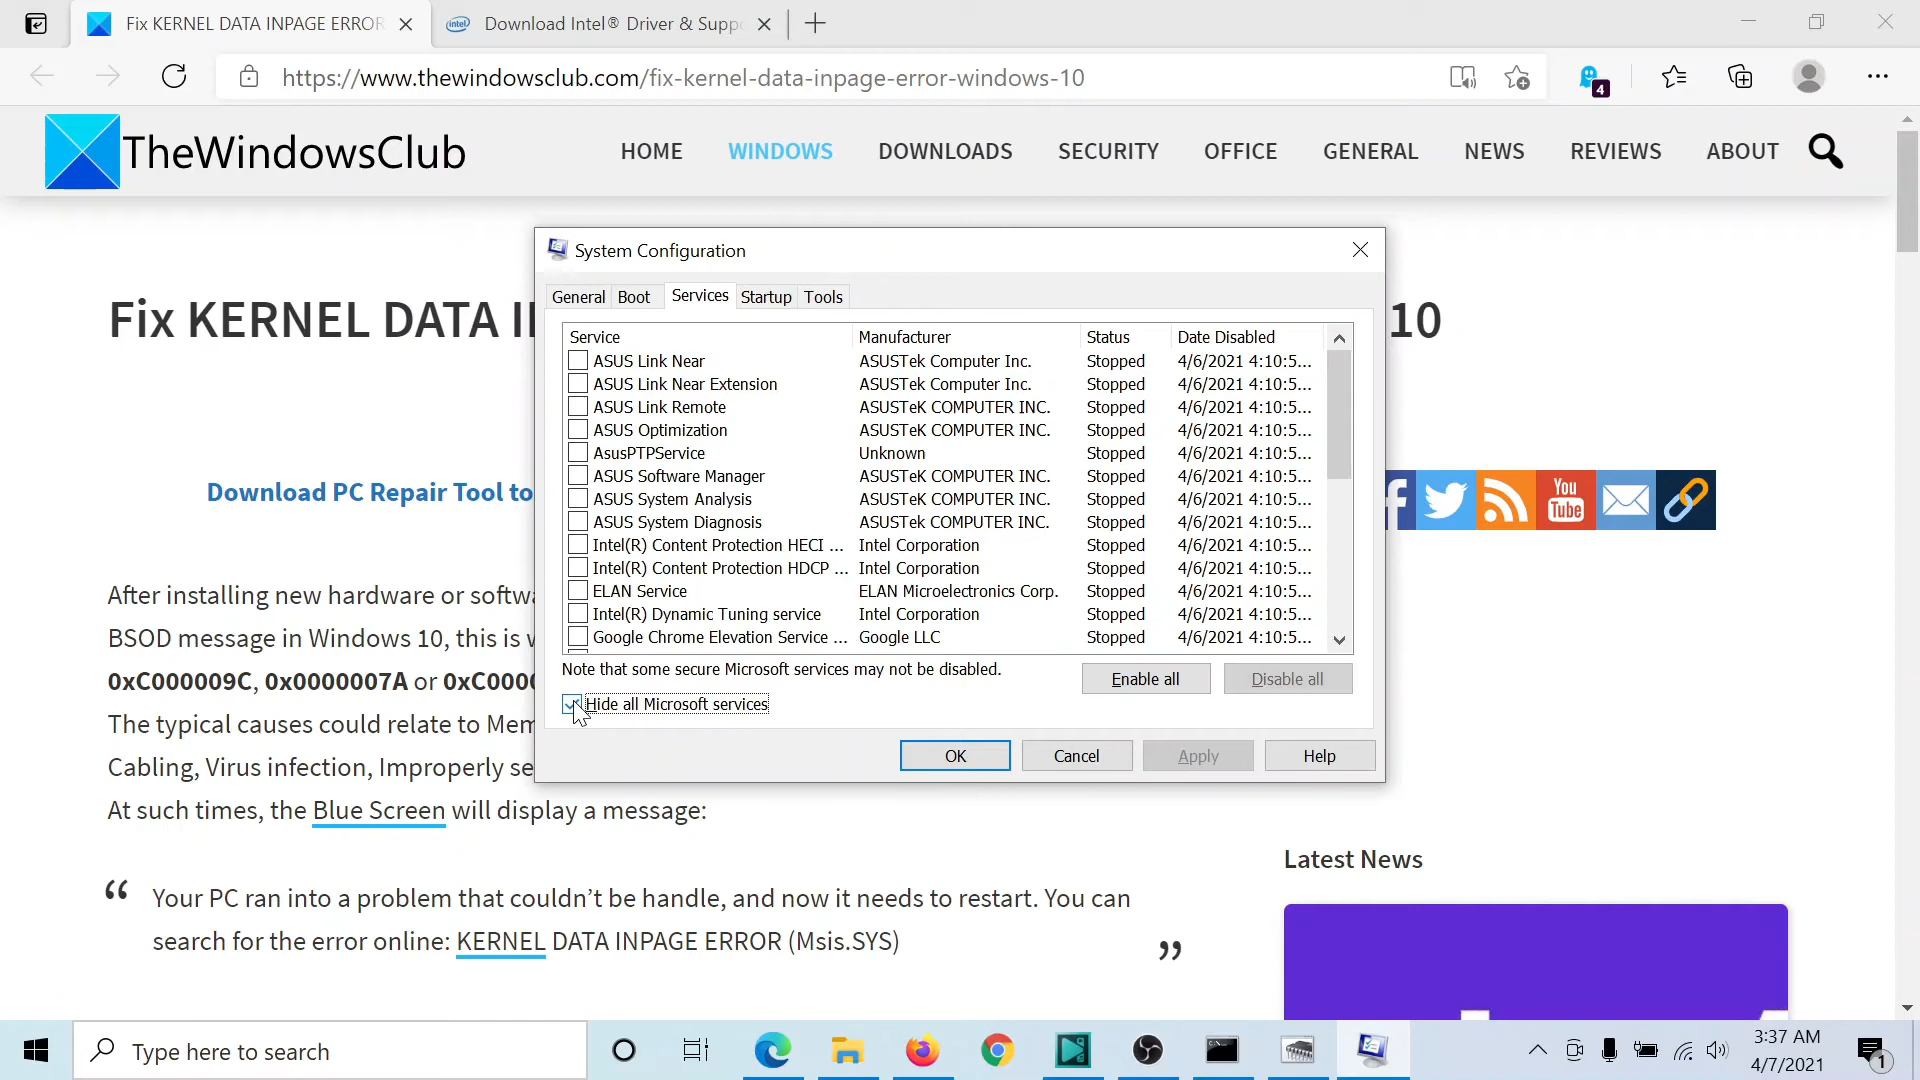 Fix KERNEL DATA INPAGE ERROR
intel
Download Intel® Driver & Supp
https://www.thewindowsclub.com/fix-kernel-data-inpage-error-windows-10
4
TheWindowsClub
HOME
WINDOWS
DOWNLOADS
SECURITY
OFFICE
GENERAL
NEWS
REVIEWS
ABOUT
Fix KERNEL DATA I
10
Download PC Repair Tool to
You
Tube
After installing new hardware or softw
BSOD message in Windows 10, this is
0xC000009C, 0x0000007A or 0xC000
The typical causes could relate to Mem
Cabling, Virus infection, Improperly se
At such times, the Blue Screen will display a message:
“ Your PC ran into a problem that couldn’t be handle, and now it needs to restart. You can
search for the error online: KERNEL DATA INPAGE ERROR (Msis.SYS) ”
Latest News
System Configuration
General
Boot
Services
Startup
Tools
Service Manufacturer Status Date Disabled
ASUS Link Near ASUSTek Computer Inc. Stopped 4/6/2021 4:10:5...
ASUS Link Near Extension ASUSTek Computer Inc. Stopped 4/6/2021 4:10:5...
ASUS Link Remote ASUSTeK COMPUTER INC. Stopped 4/6/2021 4:10:5...
ASUS Optimization ASUSTeK COMPUTER INC. Stopped 4/6/2021 4:10:5...
AsusPTPService Unknown Stopped 4/6/2021 4:10:5...
ASUS Software Manager ASUSTeK COMPUTER INC. Stopped 4/6/2021 4:10:5...
ASUS System Analysis ASUSTeK COMPUTER INC. Stopped 4/6/2021 4:10:5...
ASUS System Diagnosis ASUSTeK COMPUTER INC. Stopped 4/6/2021 4:10:5...
Intel(R) Content Protection HECI ... Intel Corporation Stopped 4/6/2021 4:10:5...
Intel(R) Content Protection HDCP ... Intel Corporation Stopped 4/6/2021 4:10:5...
ELAN Service ELAN Microelectronics Corp. Stopped 4/6/2021 4:10:5...
Intel(R) Dynamic Tuning service Intel Corporation Stopped 4/6/2021 4:10:5...
Google Chrome Elevation Service ... Google LLC Stopped 4/6/2021 4:10:5...
Note that some secure Microsoft services may not be disabled.
Enable all
Disable all
Hide all Microsoft services
OK
Cancel
Apply
Help
Type here to search
3:37 AM
4/7/2021
1